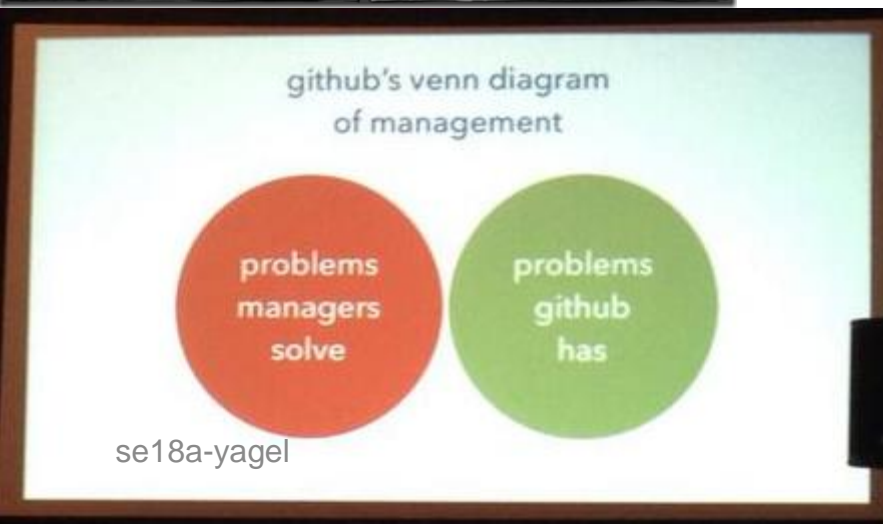 github's venn diagram
of management
problems
managers
solve
problems
github
has
se18a-yagel